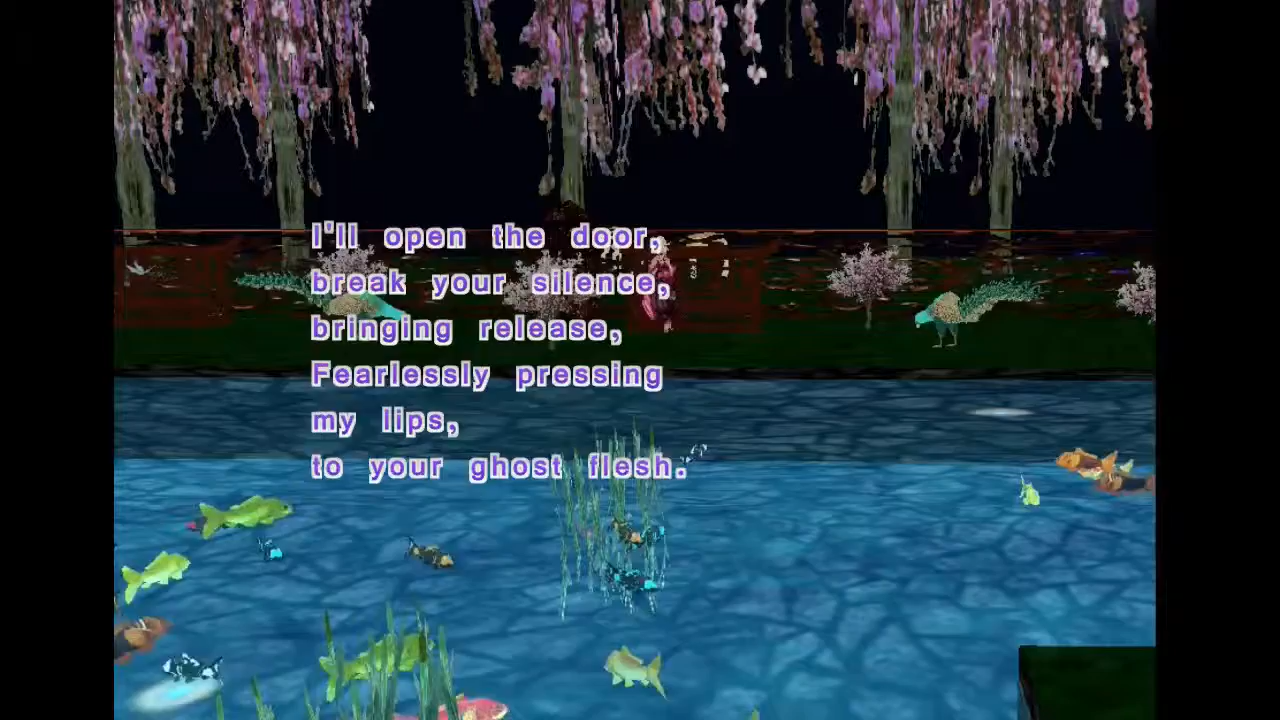 I'll open the door,
break your silence,
bringing release,
Fearlessly pressing
my lips,
to your ghost flesh.